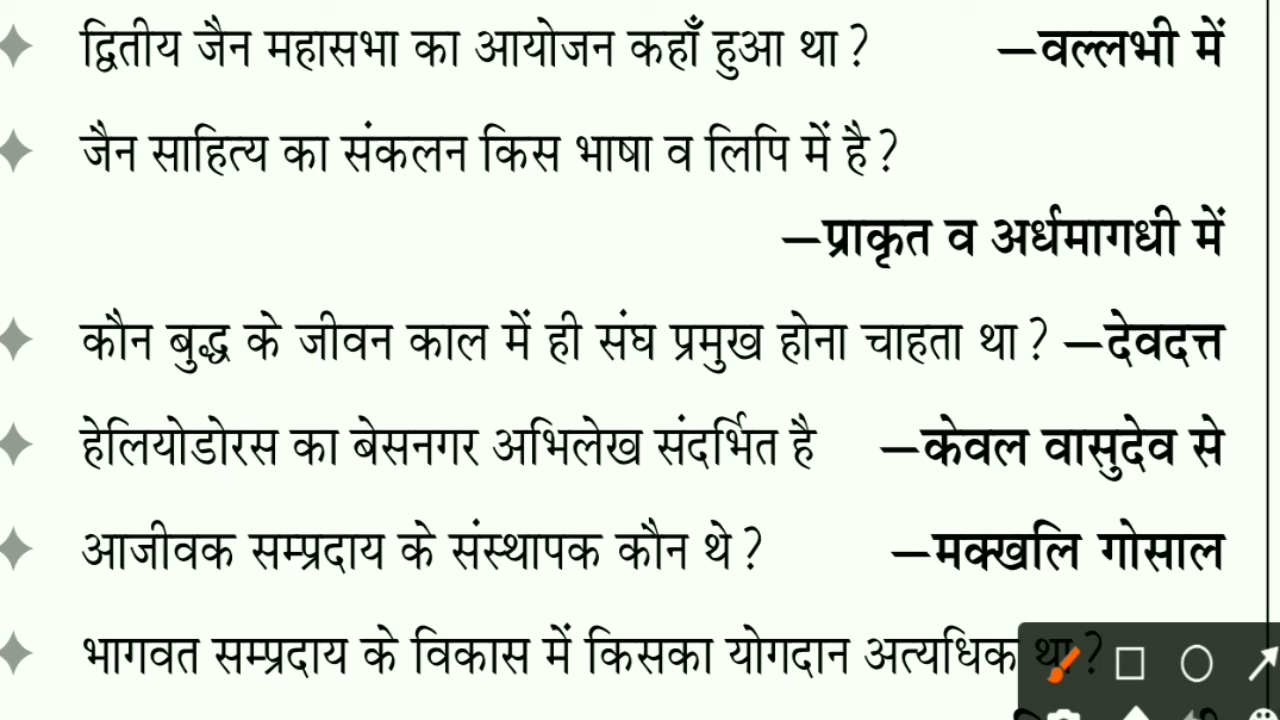 द्वितीय जैन महासभा का आयोजन कहाँ हुआ था ? –वल्लभी में
जैन साहित्य का संकलन किस भाषा व लिपि में है ?
–प्राकृत व अर्धमागधी में
कौन बुद्ध के जीवन काल में ही संघ प्रमुख होना चाहता था ? –देवदत्त
हेलियोडोरस का बेसनगर अभिलेख संदर्भित है –केवल वासुदेव से
आजीवक सम्प्रदाय के संस्थापक कौन थे ? –मक्खलि गोसाल
भागवत सम्प्रदाय के विकास में किसका योगदान अत्यधिक था ?